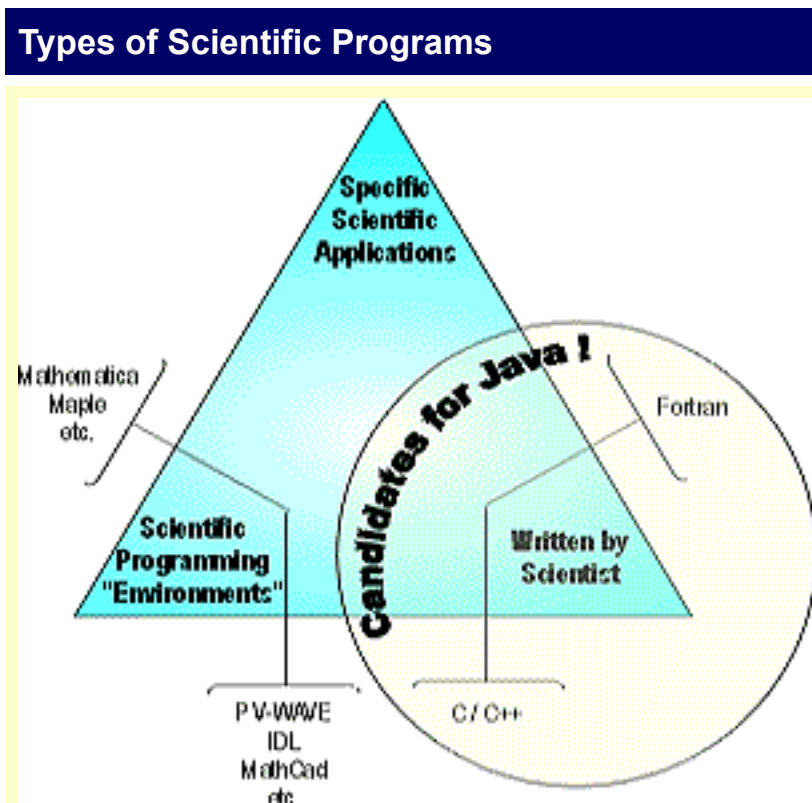 Types of Scientific Programs
Specific
Scientific
Applications
Candidates for Java !
Mathematica
Maple
etc.
Fortran
Scientific
Programming
"Environments"
Written by
Scientist
PV-WAVE
IDL
MathCad
etc
C / C++